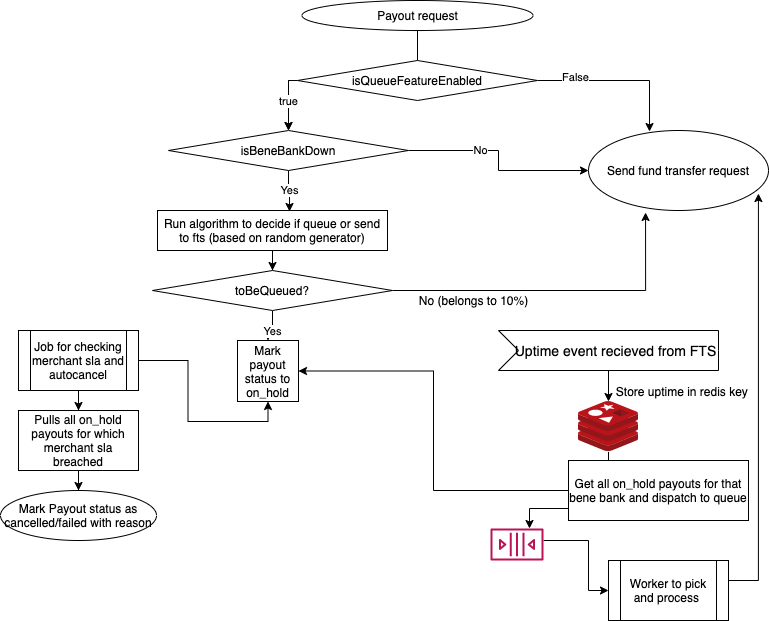 Payout request
isQueueFeatureEnabled
False
true
isBeneBankDown
No
Send fund transfer request
Yes
Run algorithm to decide if queue or send
to fts (based on random generator)
toBeQueued?
No (belongs to 10%)
Yes
Job for checking
merchant sla and
autocancel
Mark
payout
status to
on_hold
Uptime event recieved from FTS
Store uptime in redis key
Pulls all on_hold
payouts for which
merchant sla
breached
Get all on_hold payouts for that
bene bank and dispatch to queue
Mark Payout status as
cancelled/failed with reason
Worker to pick
and process